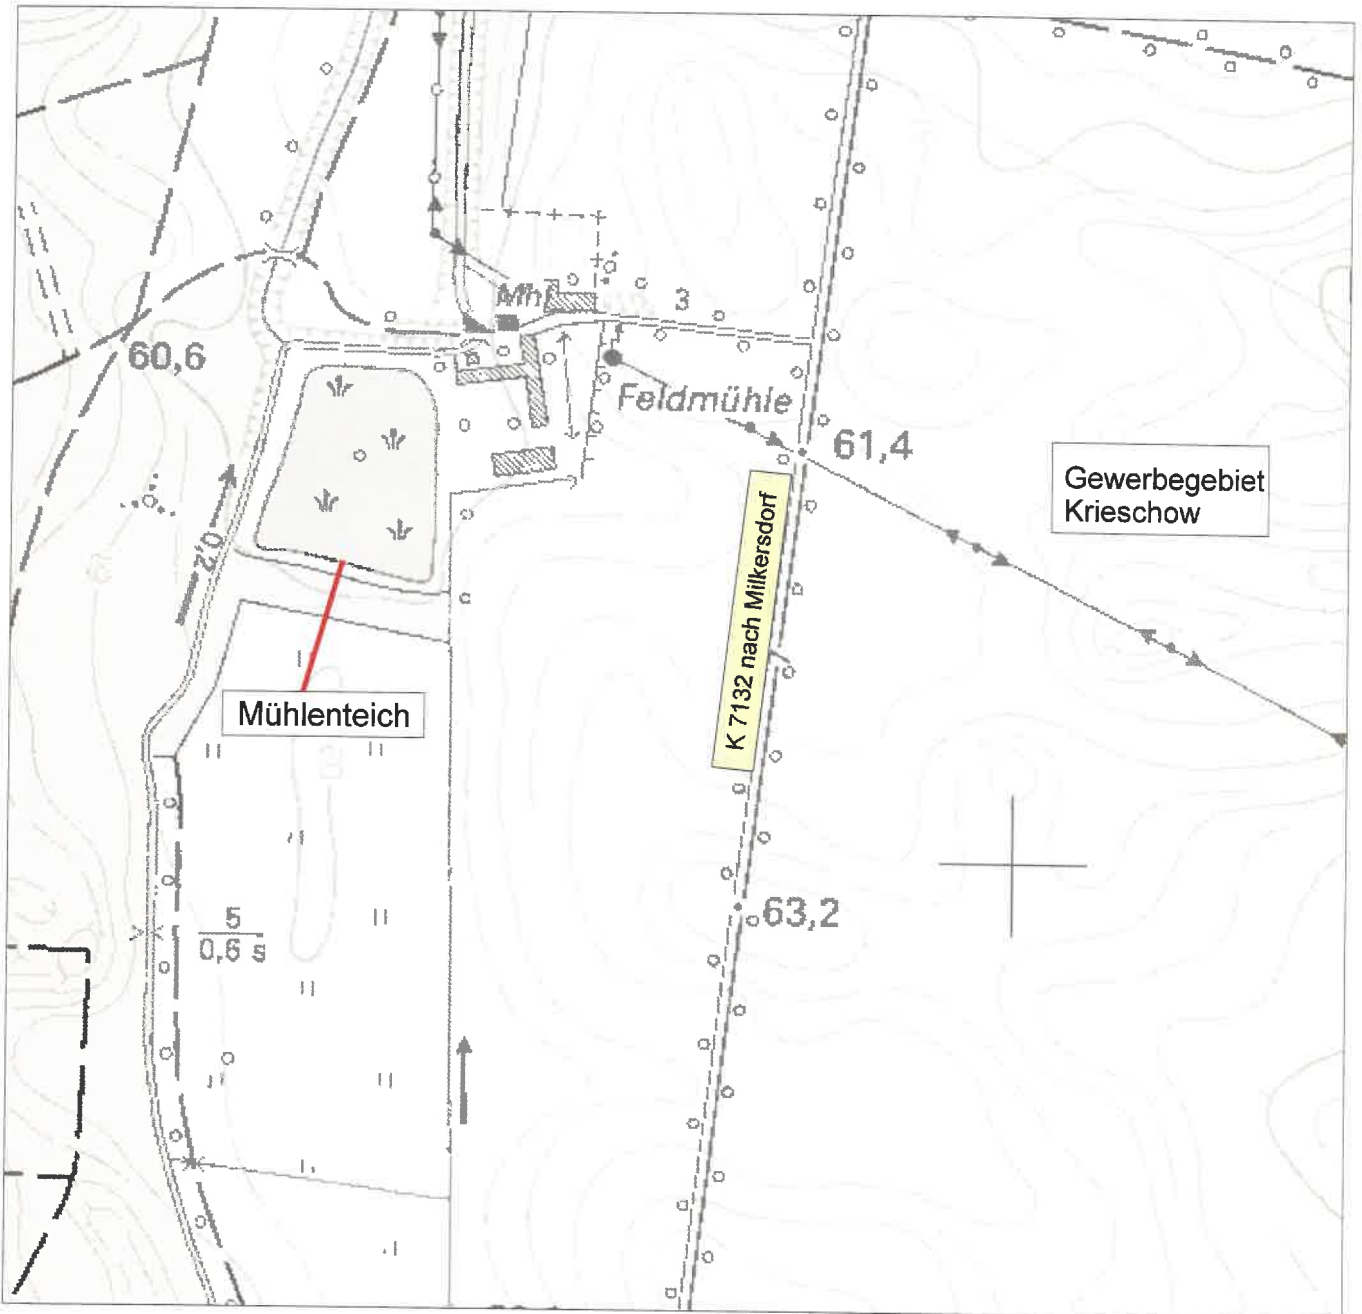 Mhl
3
60,6
Feldmühle
61,4
Gewerbegebiet
Krieschow
0,2
K 7132 nach Milkersdorf
Mühlenteich
63,2
5
0,6 s